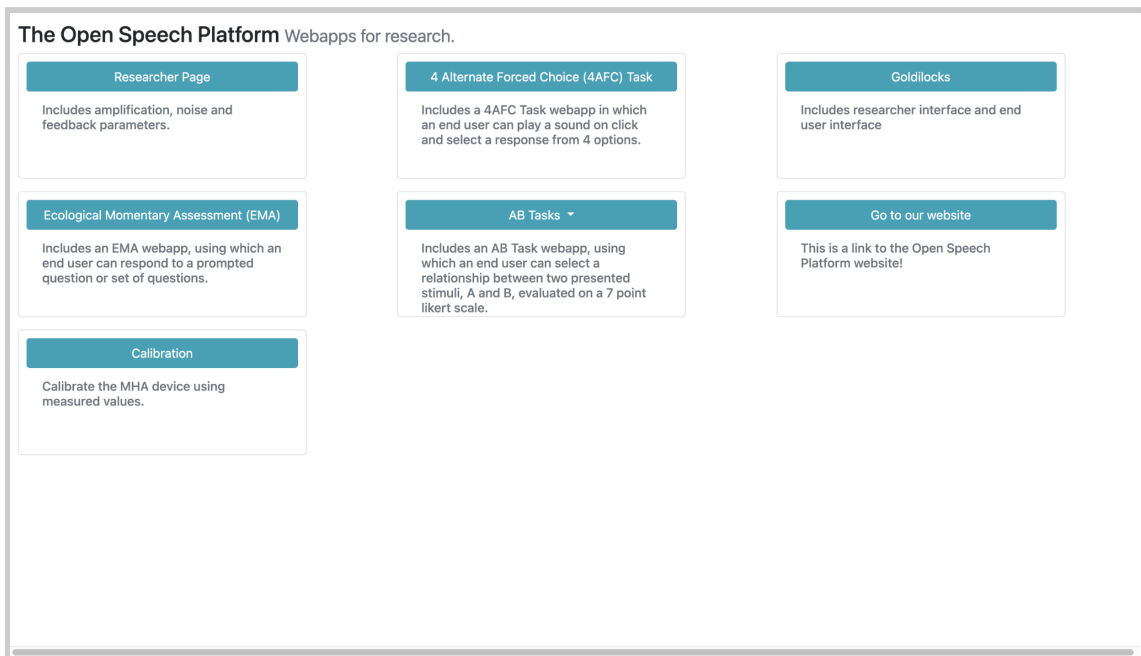 The Open Speech Platform Webapps for research.
Researcher Page
Includes amplification, noise and
feedback parameters.
4 Alternate Forced Choice (4AFC) Task
Includes a 4AFC Task webapp in which
an end user can play a sound on click
and select a response from 4 options.
Goldilocks
Includes researcher interface and end
user interface
Ecological Momentary Assessment (EMA)
Includes an EMA webapp, using which an
end user can respond to a prompted
question or set of questions.
AB Tasks
Includes an AB Task webapp, using
which an end user can select a
relationship between two presented
stimuli, A and B, evaluated on a 7 point
likert scale.
Go to our website
This is a link to the Open Speech
Platform website!
Calibration
Calibrate the MHA device using
measured values.